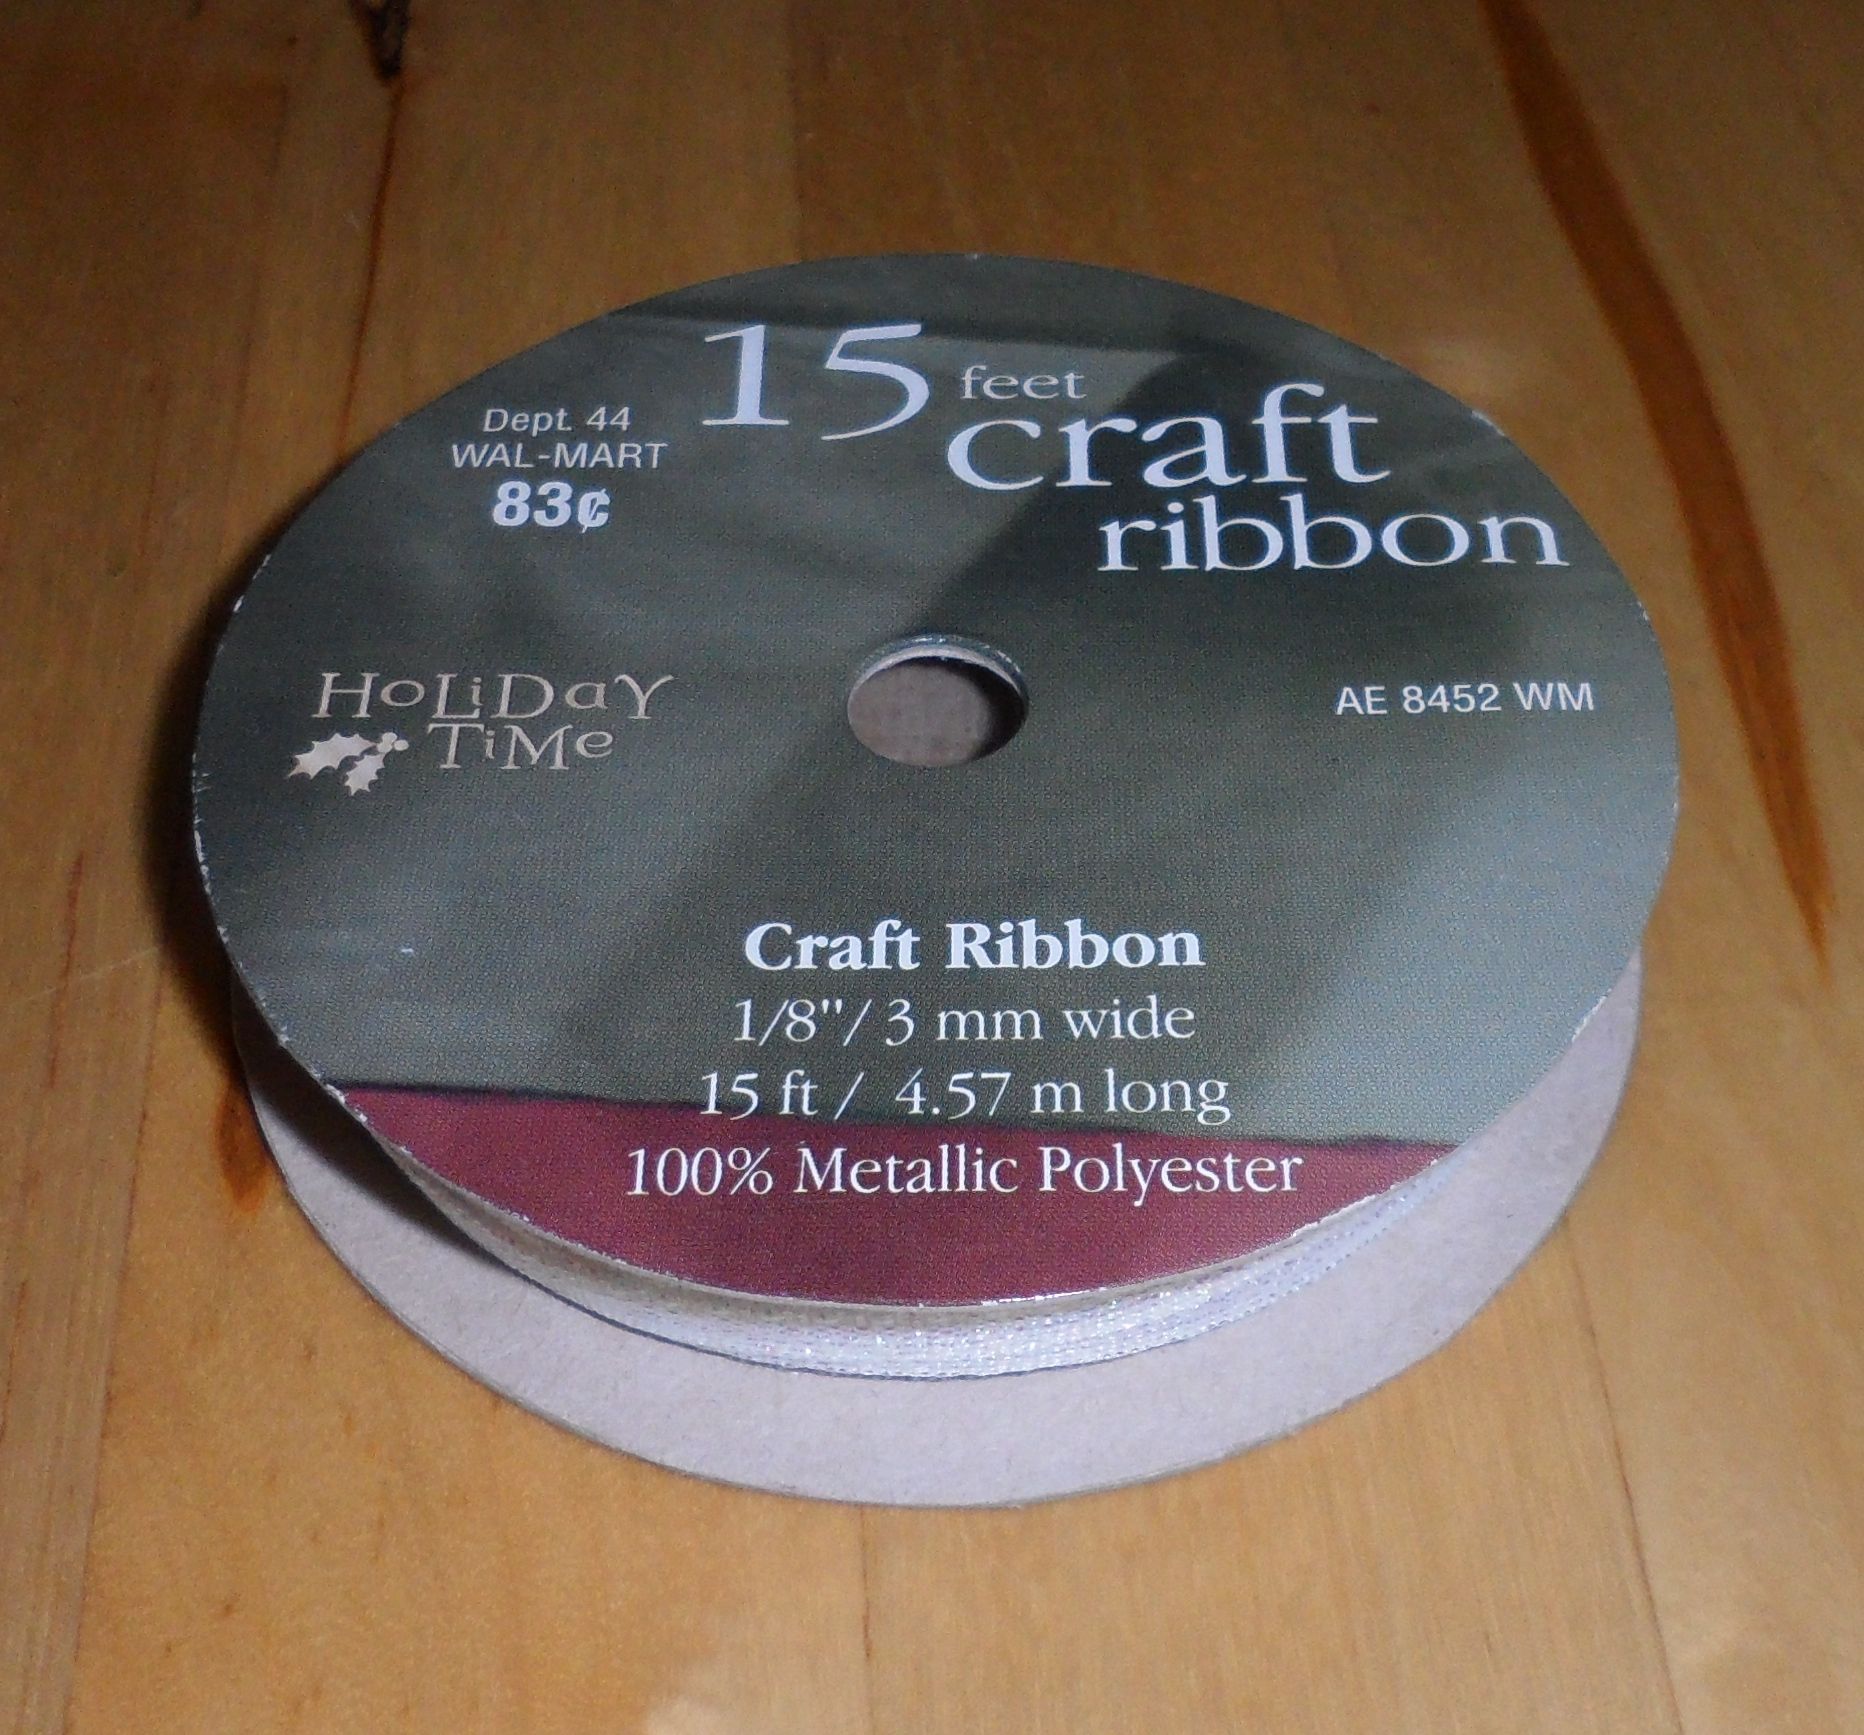 15 feet
craft
ribbon
Dept. 44
WAL-MART
83¢
HoLiDaY
TiMe
AE 8452 WM
Craft Ribbon
1/8"/ 3 mm wide
15 ft / 4.57 m long
100% Metallic Polyester